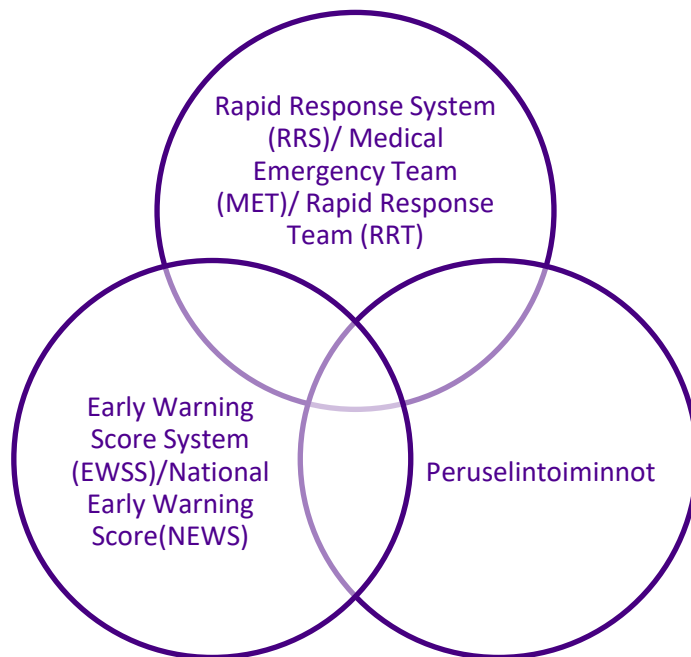 Rapid Response System
(RRS)/ Medical
Emergency Team
(MET)/ Rapid Response
Team (RRT)
Early Warning
Score System
(EWSS)/National
Early Warning
Score(NEWS)
Peruselintoiminnot